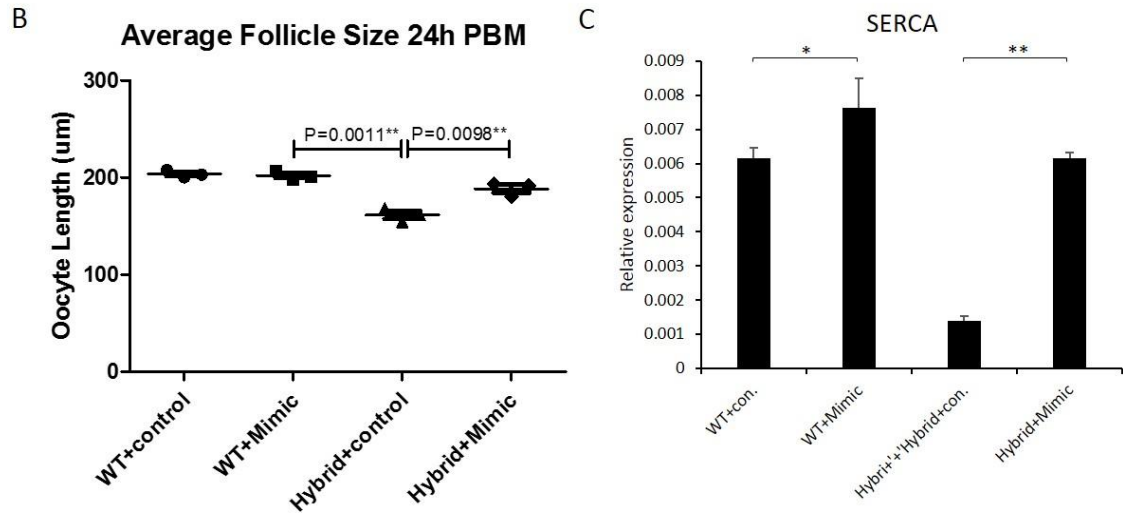 B
Average Follicle Size 24h PBM
Oocyte Length (um)
300
200
100
0
P=0.0011**
P=0.0098**
WT+control
WT+Mimic
Hybrid+control
Hybrid+Mimic
C
SERCA
Relative expression
0.009
0.008
0.007
0.006
0.005
0.004
0.003
0.002
0.001
0
*
**
WT+con.
WT+Mimic
Hybri+'+'Hybrid+con.
Hybrid+Mimic